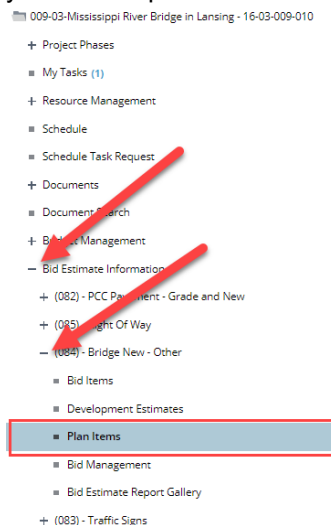 009-03-Mississippi River Bridge in Lansing - 16-03-009-010
+ Project Phases
My Tasks (1)
+ Resource Management
Schedule
Schedule Task Request
+ Documents
Document Search
+ Management
— Bid Estimate Information
+ (082) - PCC - Grade and New
+ (085) - Of Way
— (084) - Bridge New - Other
Bid Items
Development Estimates
Plan Items
Bid Management
Bid Estimate Report Gallery
+ (083) - Traffic Signs